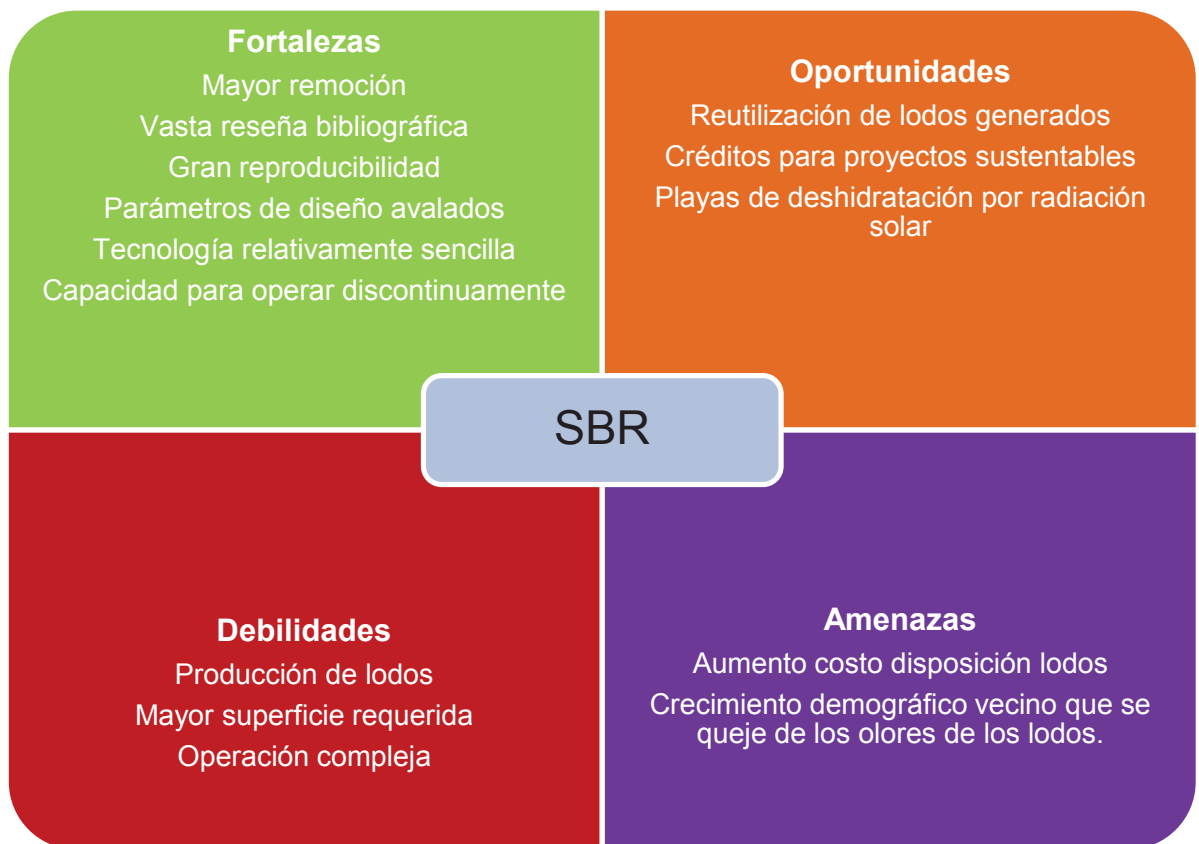 Fortalezas
Mayor remoción
Vasta reseña bibliográfica
Gran reproducibilidad
Parámetros de diseño avalados
Tecnología relativamente sencilla
Capacidad para operar discontinuamente
Oportunidades
Reutilización de lodos generados
Créditos para proyectos sustentables
Playas de deshidratación por radiación
solar
SBR
Debilidades
Producción de lodos
Mayor superficie requerida
Operación compleja
Amenazas
Aumento costo disposición lodos
Crecimiento demográfico vecino que se
queje de los olores de los lodos.